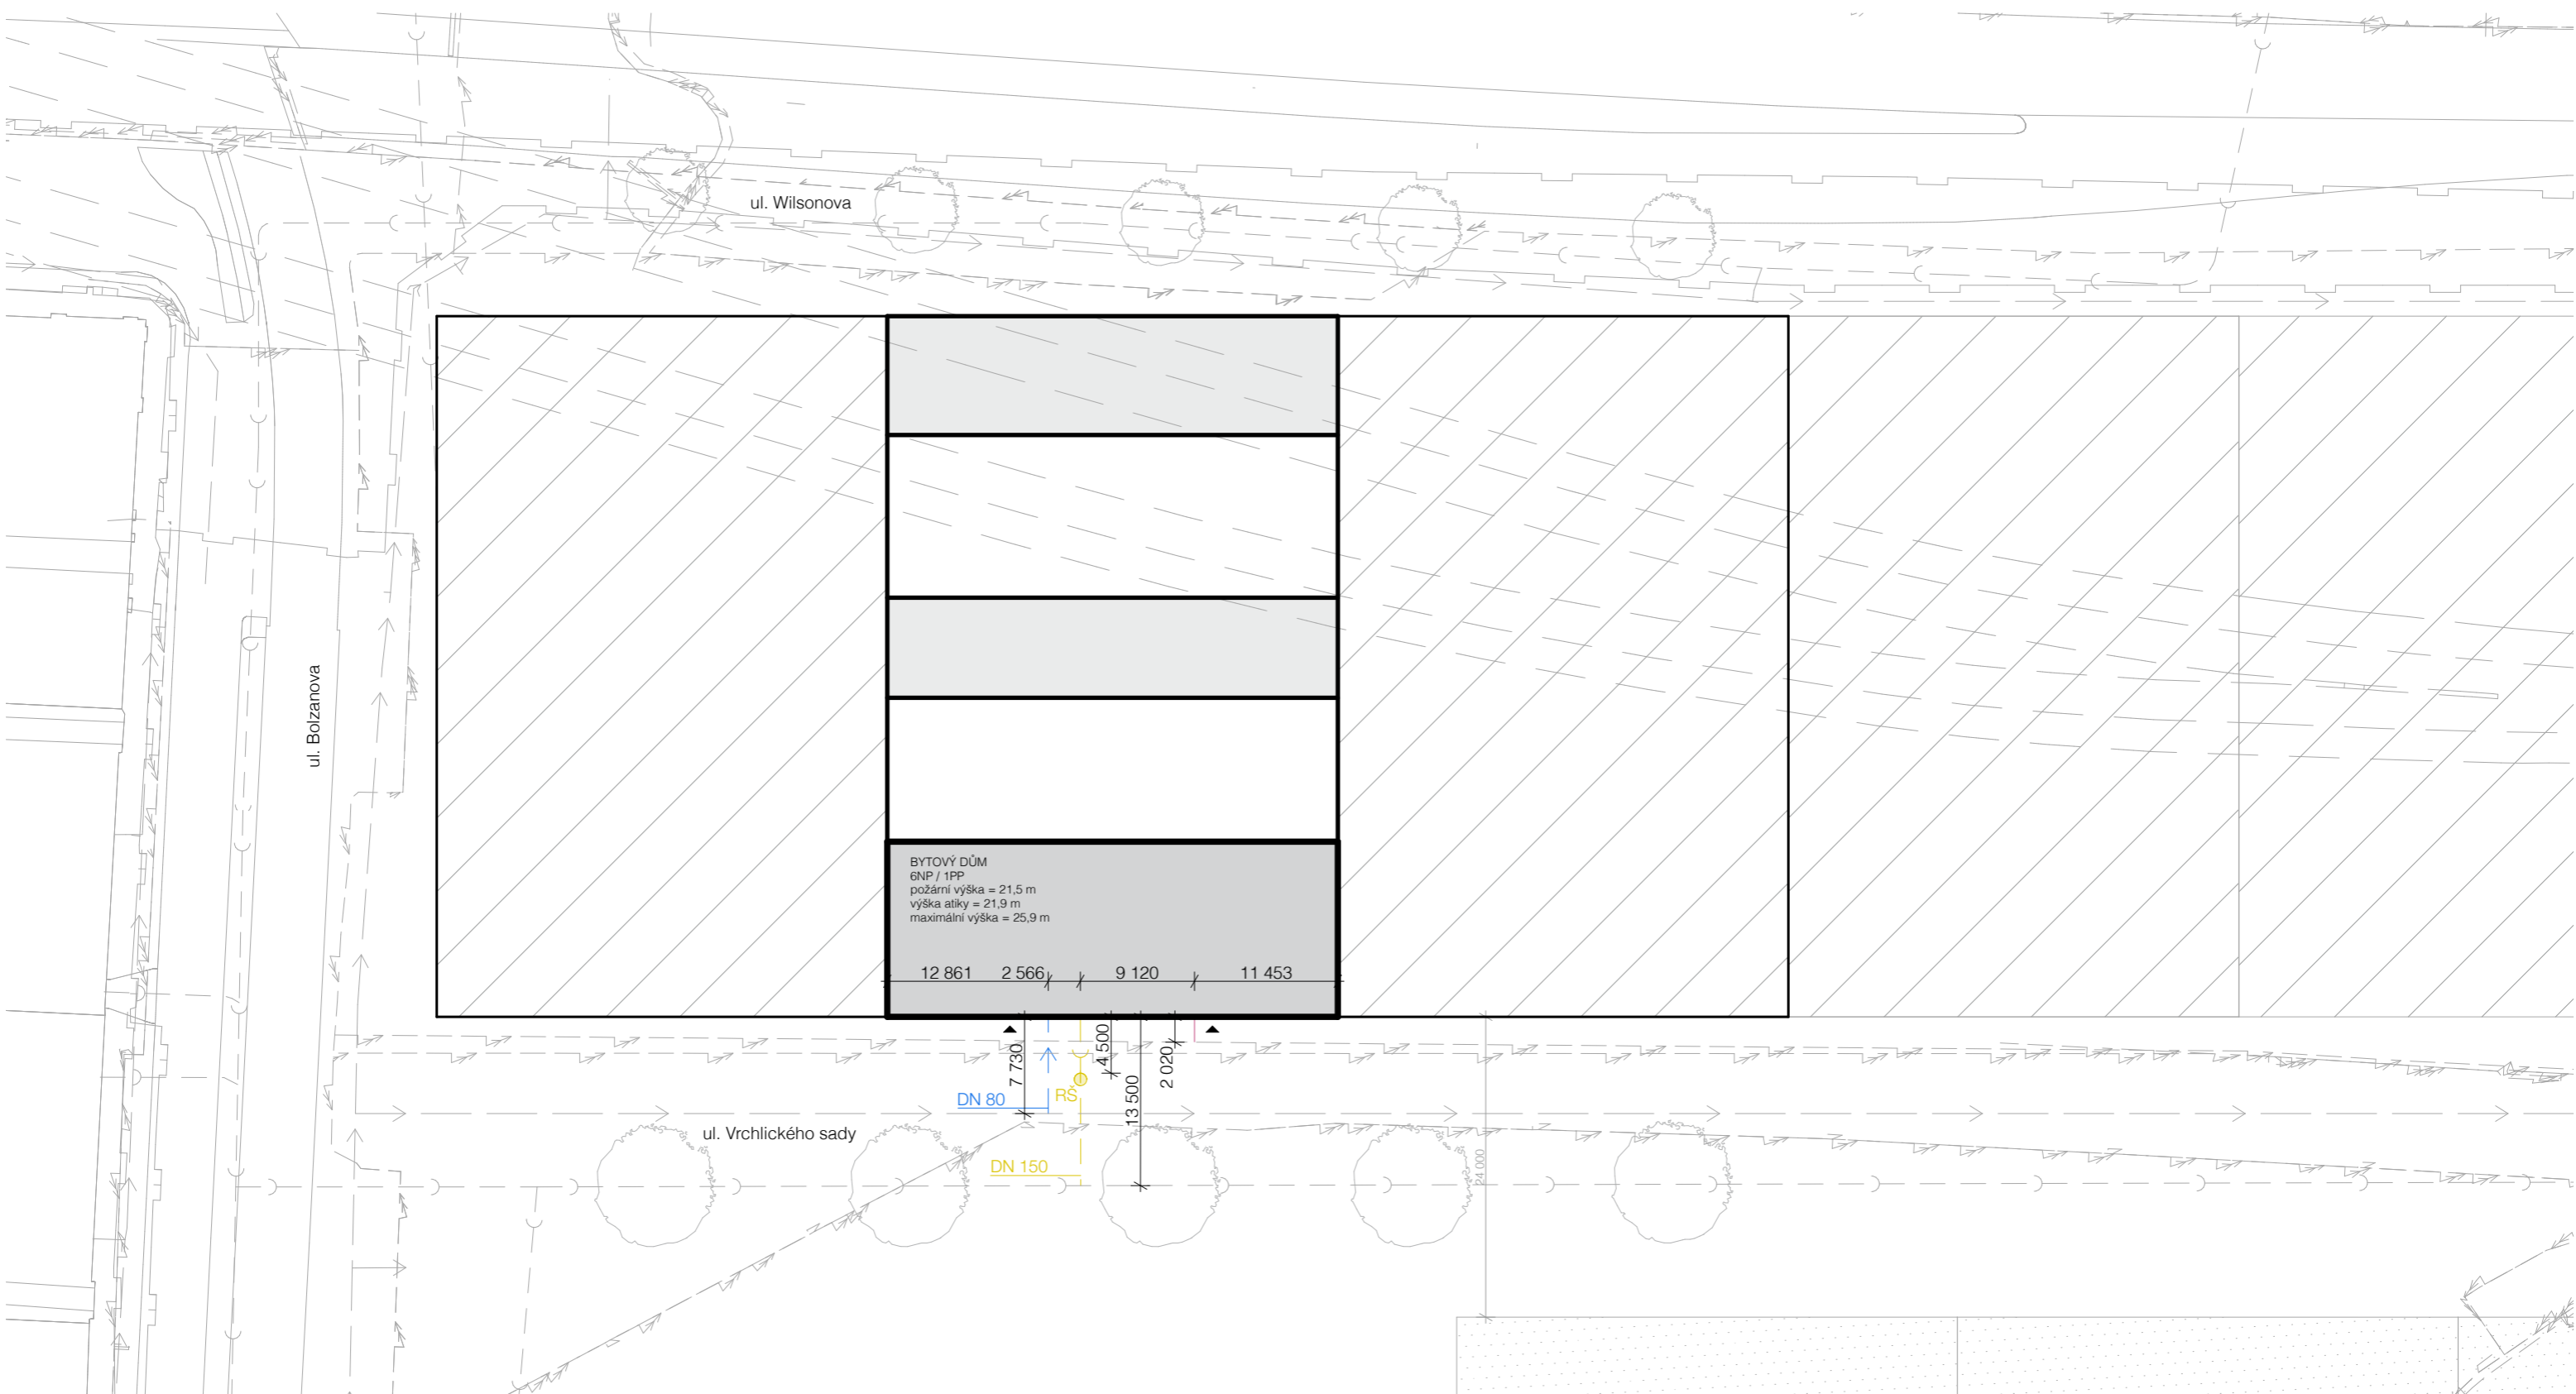 ul. Wilsonova
ul. Bolzanova
BYTOVÝ DŮM
6NP / 1PP
požární výška = 21,5 m
výška atiky = 21,9 m
maximální výška = 25,9 m
12 861 2 566 9 120 11 453
7 730
4 500
2 020
13 500
DN 80
RŠ
ul. Vrchlického sady
DN 150
24 000